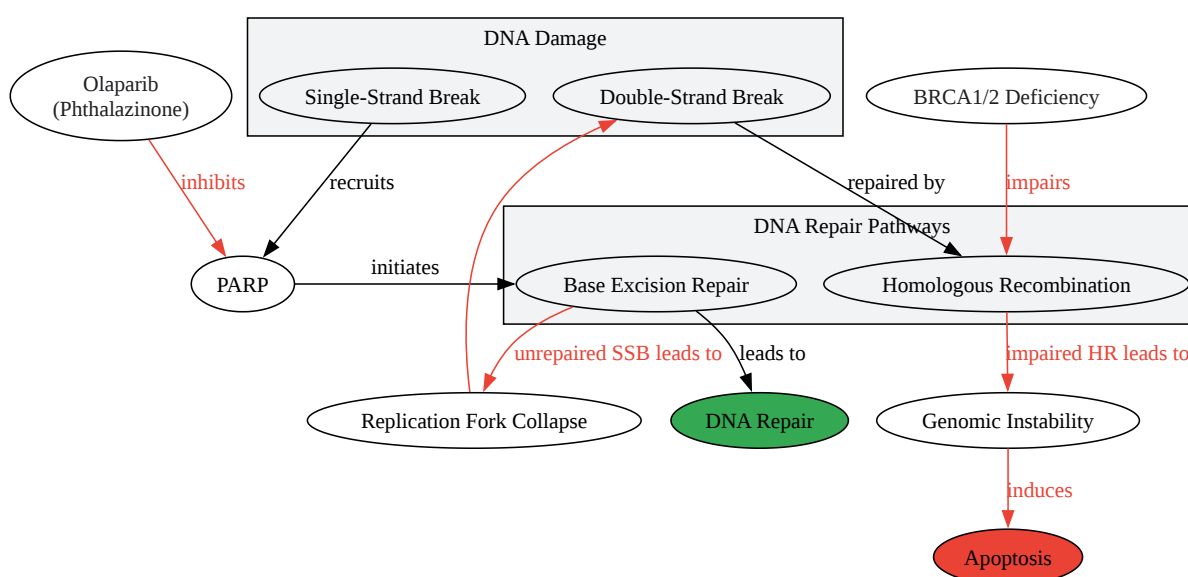 DNA Damage
Olaparib
(Phthalazinone)
Single-Strand Break
Double-Strand Break
BRCA1/2 Deficiency
inhibits
recruits
repaired by
impairs
DNA Repair Pathways
PARP
initiates
Base Excision Repair
Homologous Recombination
unrepaired SSB leads to
leads to
impaired HR leads to
Replication Fork Collapse
DNA Repair
Genomic Instability
induces
Apoptosis